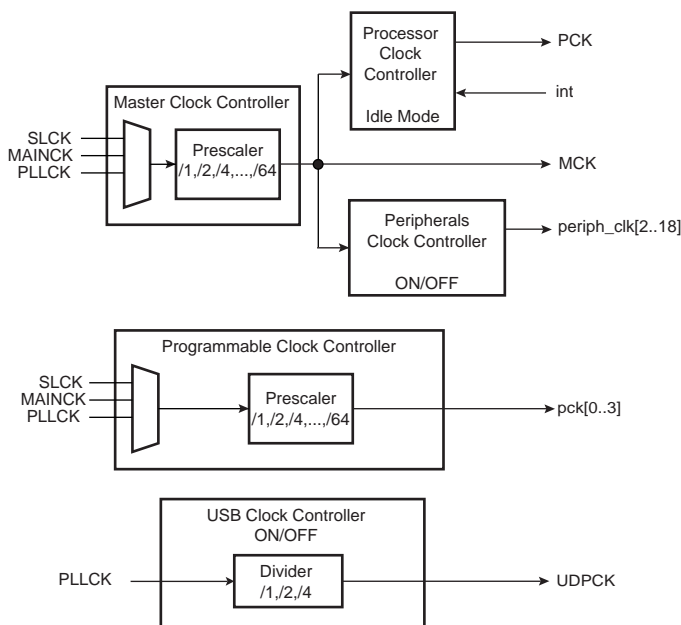 Processor
Clock
Controller
Idle Mode
PCK
int
Master Clock Controller
SLCK
MAINCK
PLLCK
Prescaler
/1,/2,/4,...,/64
MCK
Peripherals
Clock Controller
ON/OFF
periph_clk[2..18]
Programmable Clock Controller
SLCK
MAINCK
PLLCK
Prescaler
/1,/2,/4,...,/64
pck[0..3]
USB Clock Controller
ON/OFF
PLLCK
Divider
/1,/2,/4
UDPCK